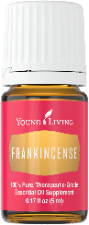 YOUNG LIVING
FRANKINCENSE
100% Pure, Therapeutic-Grade
Essential Oil Supplement
0.17 fl oz (5 ml)